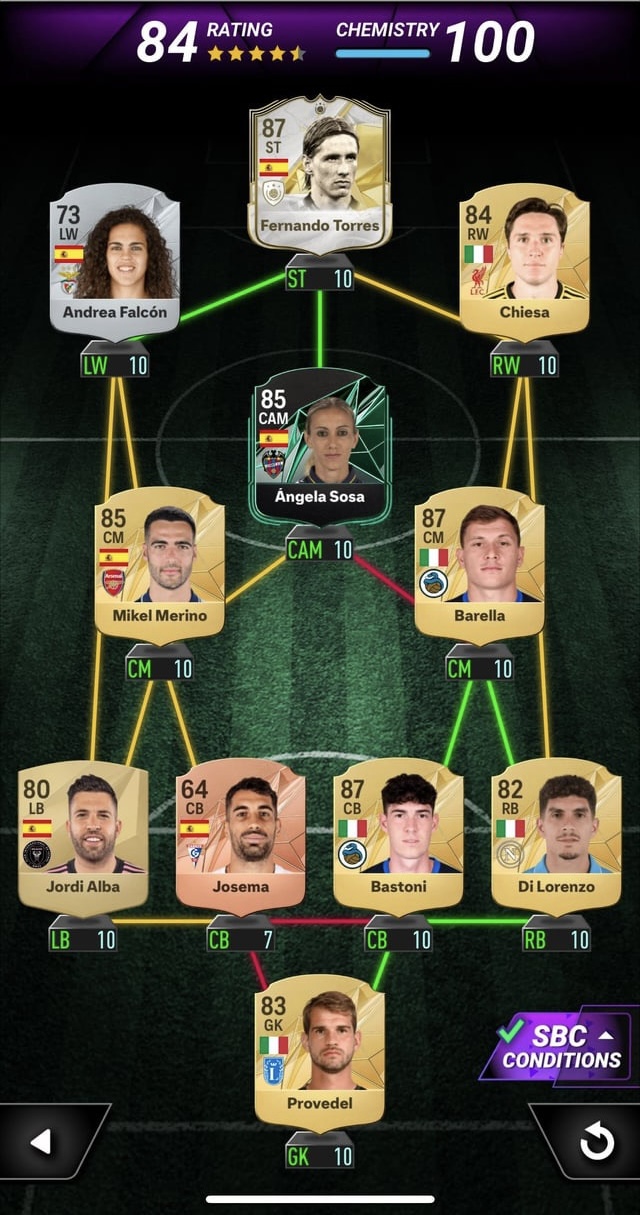 84 RATING CHEMISTRY 100
87
ST
Fernando Torres
ST 10
73
LW
Andrea Falcón
LW 10
84
RW
LFC
Chiesa
RW 10
85
CAM
Ángela Sosa
CAM 10
85
CM
Arsenal
Mikel Merino
CM 10
87
CM
Barella
CM 10
80
LB
Jordi Alba
LB 10
64
CB
Josema
CB 7
87
CB
Bastoni
CB 10
82
RB
N
Di Lorenzo
RB 10
83
GK
L
Provedel
GK 10
SBC
CONDITIONS